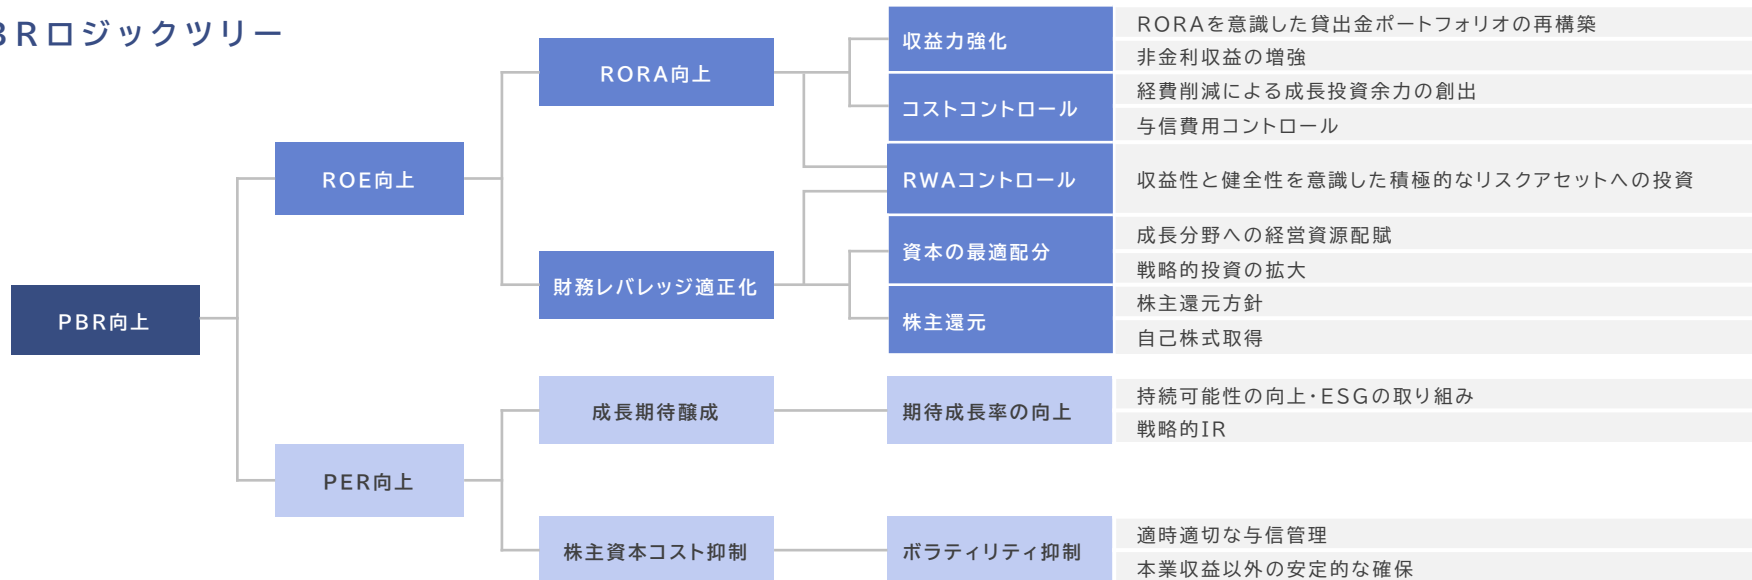 BRロジックツリー
PBR向上
ROE向上
PER向上
RORA向上
財務レバレッジ適正化
成長期待醸成
株主資本コスト抑制
収益力強化
RORAを意識した貸出金ポートフォリオの再構築
非金利収益の増強
コストコントロール
経費削減による成長投資余力の創出
与信費用コントロール
RWAコントロール
収益性と健全性を意識した積極的なリスクアセットへの投資
資本の最適配分
成長分野への経営資源配賦
戦略的投資の拡大
株主還元
株主還元方針
自己株式取得
期待成長率の向上
持続可能性の向上・ESGの取り組み
戦略的IR
ボラティリティ抑制
適時適切な与信管理
本業収益以外の安定的な確保